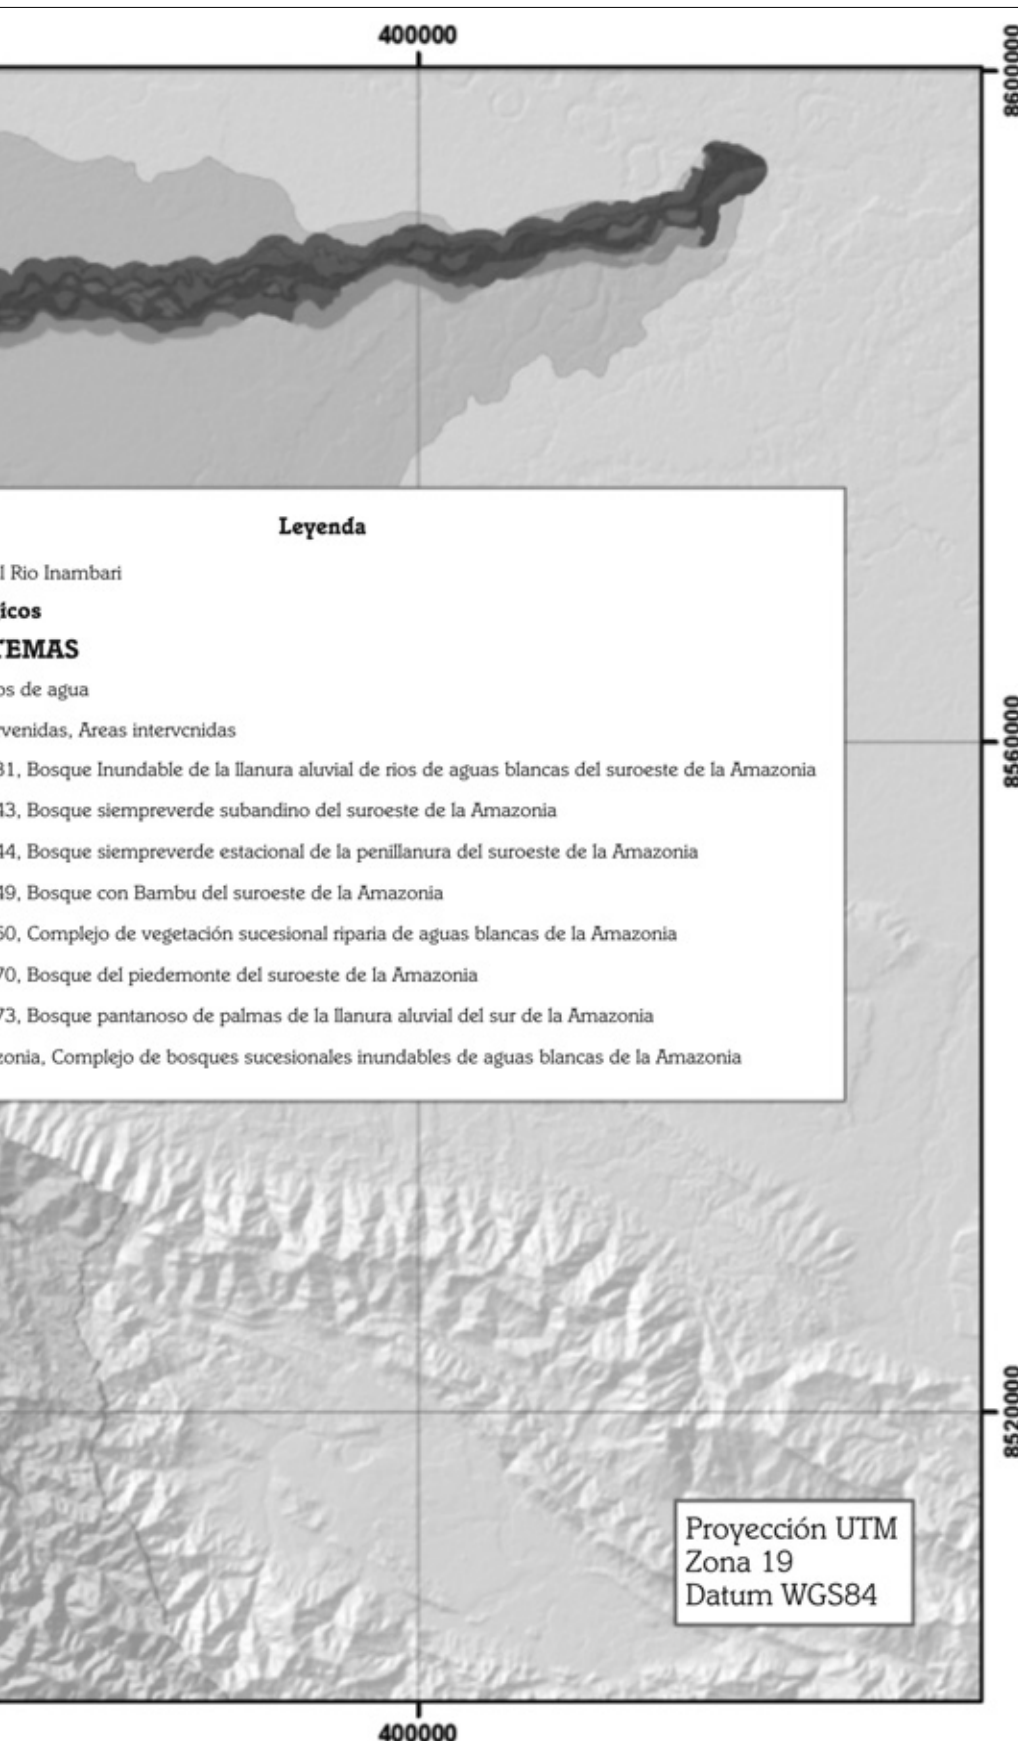 400000
8600000
Leyenda
l Rio Inambari
icos
TEMAS
os de agua
rvenidas, Areas intervcnidas
31, Bosque Inundable de la llanura aluvial de rios de aguas blancas del suroeste de la Amazonia
43, Bosque siempreverde subandino del suroeste de la Amazonia
44, Bosque siempreverde estacional de la penillanura del suroeste de la Amazonia
49, Bosque con Bambu del suroeste de la Amazonia
60, Complejo de vegetación sucesional riparia de aguas blancas de la Amazonia
70, Bosque del piedemonte del suroeste de la Amazonia
73, Bosque pantanoso de palmas de la llanura aluvial del sur de la Amazonia
zonia, Complejo de bosques sucesionales inundables de aguas blancas de la Amazonia
8560000
8520000
Proyección UTM
Zona 19
Datum WGS84
400000